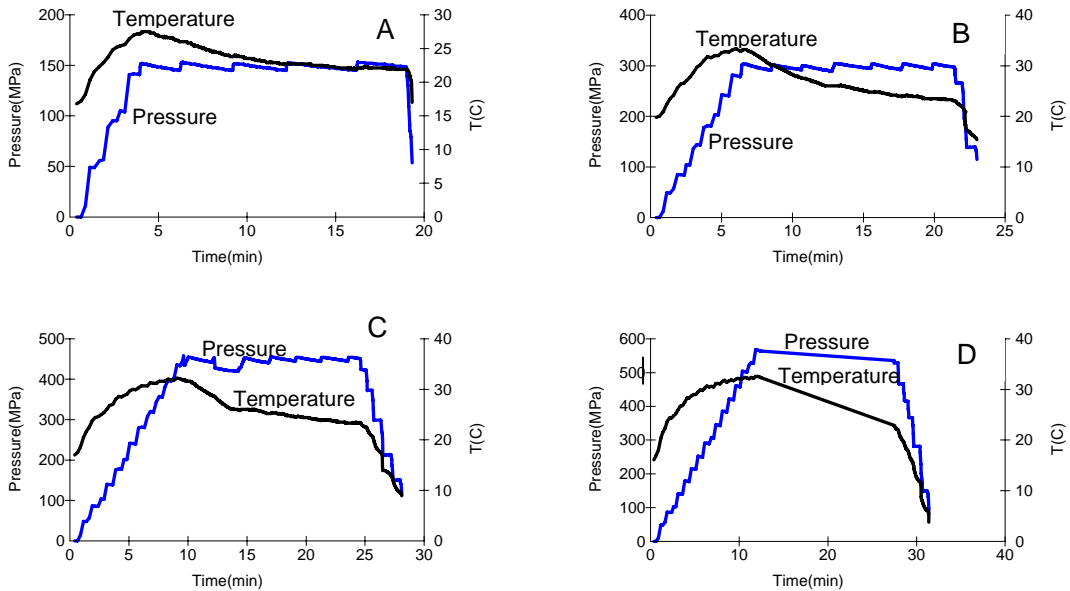 A
Temperature
Pressure
Pressure(MPa)
200
150
100
50
0
T(C)
30
25
20
15
10
5
0
0 5 10 15 20
Time(min)
B
Temperature
Pressure
Pressure(MPa)
400
300
200
100
0
T(C)
40
30
20
10
0
0 5 10 15 20 25
Time(min)
C
Pressure
Temperature
Pressure(MPa)
500
400
300
200
100
0
T(C)
40
30
20
10
0
0 5 10 15 20 25 30
Time(min)
D
Pressure
Temperature
Pressure(MPa)
600
500
400
300
200
100
0
T(C)
40
30
20
10
0
0 10 20 30 40
Time(min)